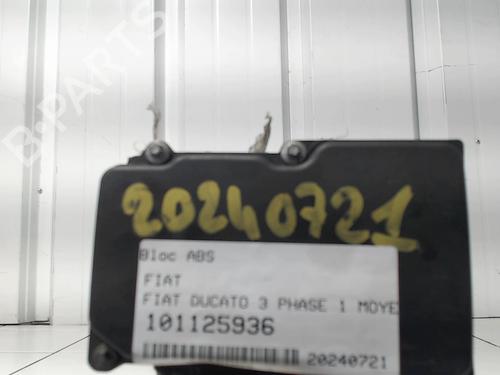 B-PARTS
20240721
Bloc ABS
FIAT
FIAT DUCATO 3 PHASE 1 MOYE
101125936
20240721